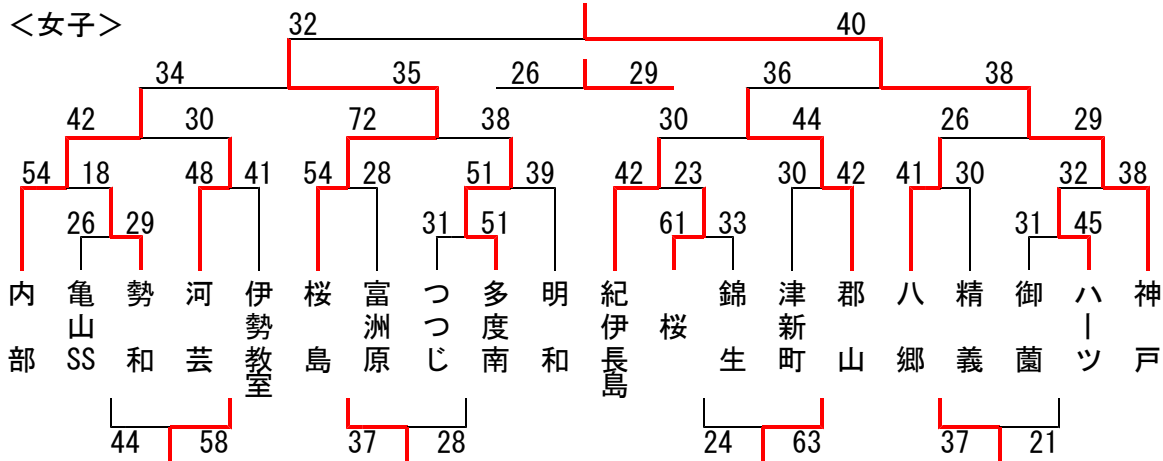 ＜女子＞
32 40
34 35 26 29 36 38
42 30 72 38 30 44 26 29
54 18 48 41 54 28 51 39 42 23 30 42 41 30 32 38
26 29 31 51 61 33 31 45
内部 亀山SS 勢和 河芸 伊勢教室 桜島 富洲原 つつじ 多度南 明和 紀伊長島 桜 錦生 津新町 郡山 八郷 精義 御薗 ハーツ 神戸
44 58 37 28 24 63 37 21